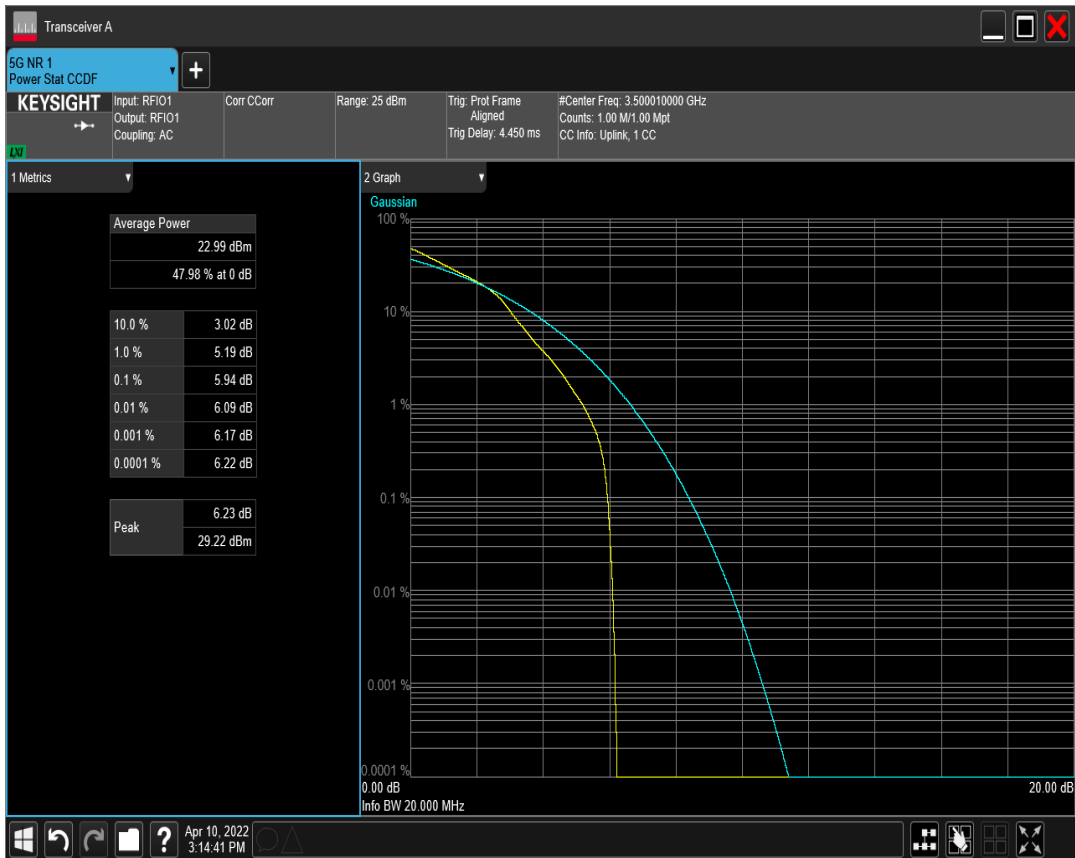 Transceiver A
5G NR 1
Power Stat CCDF
+
KEYSIGHT
LXI
Input: RFIO1
Output: RFIO1
Coupling: AC
Corr CCorr
Range: 25 dBm
Trig: Prot Frame
Aligned
Trig Delay: 4.450 ms
#Center Freq: 3.500010000 GHz
Counts: 1.00 M/1.00 Mpt
CC Info: Uplink, 1 CC
1 Metrics
Average Power
22.99 dBm
47.98 % at 0 dB
10.0 % 3.02 dB
1.0 % 5.19 dB
0.1 % 5.94 dB
0.01 % 6.09 dB
0.001 % 6.17 dB
0.0001 % 6.22 dB
Peak 6.23 dB
29.22 dBm
2 Graph
Gaussian
100 %
10 %
1 %
0.1 %
0.01 %
0.001 %
0.0001 %
0.00 dB 20.00 dB
Info BW 20.000 MHz
?
Apr 10, 2022
3:14:41 PM